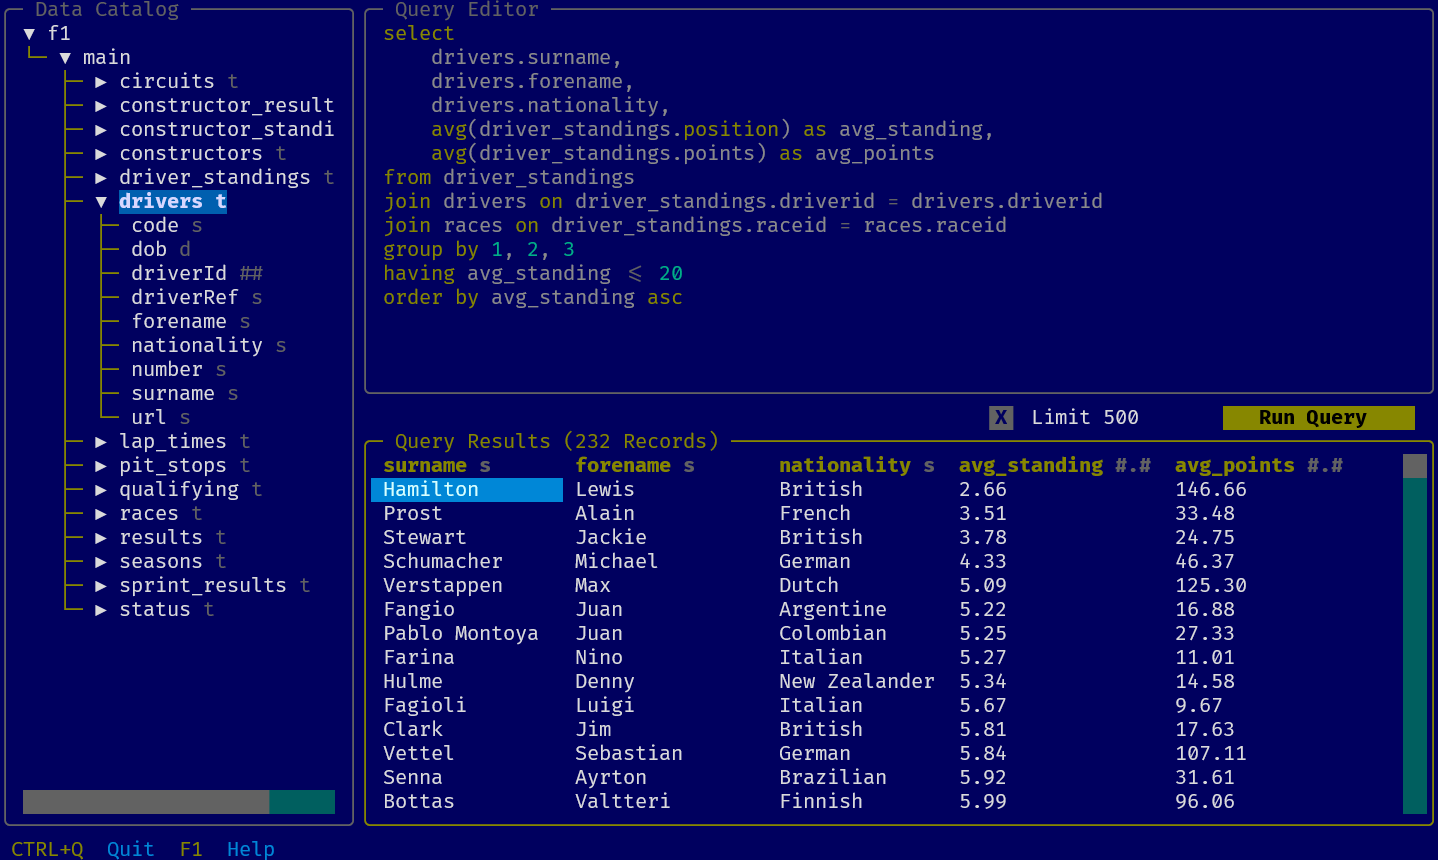 Data Catalog
▼ f1
▼ main
▶ circuits t
▶ constructor_result
▶ constructor_standi
▶ constructors t
▶ driver_standings t
▼ drivers t
code s
dob d
driverId ##
driverRef s
forename s
nationality s
number s
surname s
url s
▶ lap_times t
▶ pit_stops t
▶ qualifying t
▶ races t
▶ results t
▶ seasons t
▶ sprint_results t
▶ status t
Query Editor
select
    drivers.surname,
    drivers.forename,
    drivers.nationality,
    avg(driver_standings.position) as avg_standing,
    avg(driver_standings.points) as avg_points
from driver_standings
join drivers on driver_standings.driverid = drivers.driverid
join races on driver_standings.raceid = races.raceid
group by 1, 2, 3
having avg_standing <= 20
order by avg_standing asc
X Limit 500 Run Query
Query Results (232 Records)
surname s forename s nationality s avg_standing #.# avg_points #.#
Hamilton Lewis British 2.66 146.66
Prost Alain French 3.51 33.48
Stewart Jackie British 3.78 24.75
Schumacher Michael German 4.33 46.37
Verstappen Max Dutch 5.09 125.30
Fangio Juan Argentine 5.22 16.88
Pablo Montoya Juan Colombian 5.25 27.33
Farina Nino Italian 5.27 11.01
Hulme Denny New Zealander 5.34 14.58
Fagioli Luigi Italian 5.67 9.67
Clark Jim British 5.81 17.63
Vettel Sebastian German 5.84 107.11
Senna Ayrton Brazilian 5.92 31.61
Bottas Valtteri Finnish 5.99 96.06
CTRL+Q Quit F1 Help